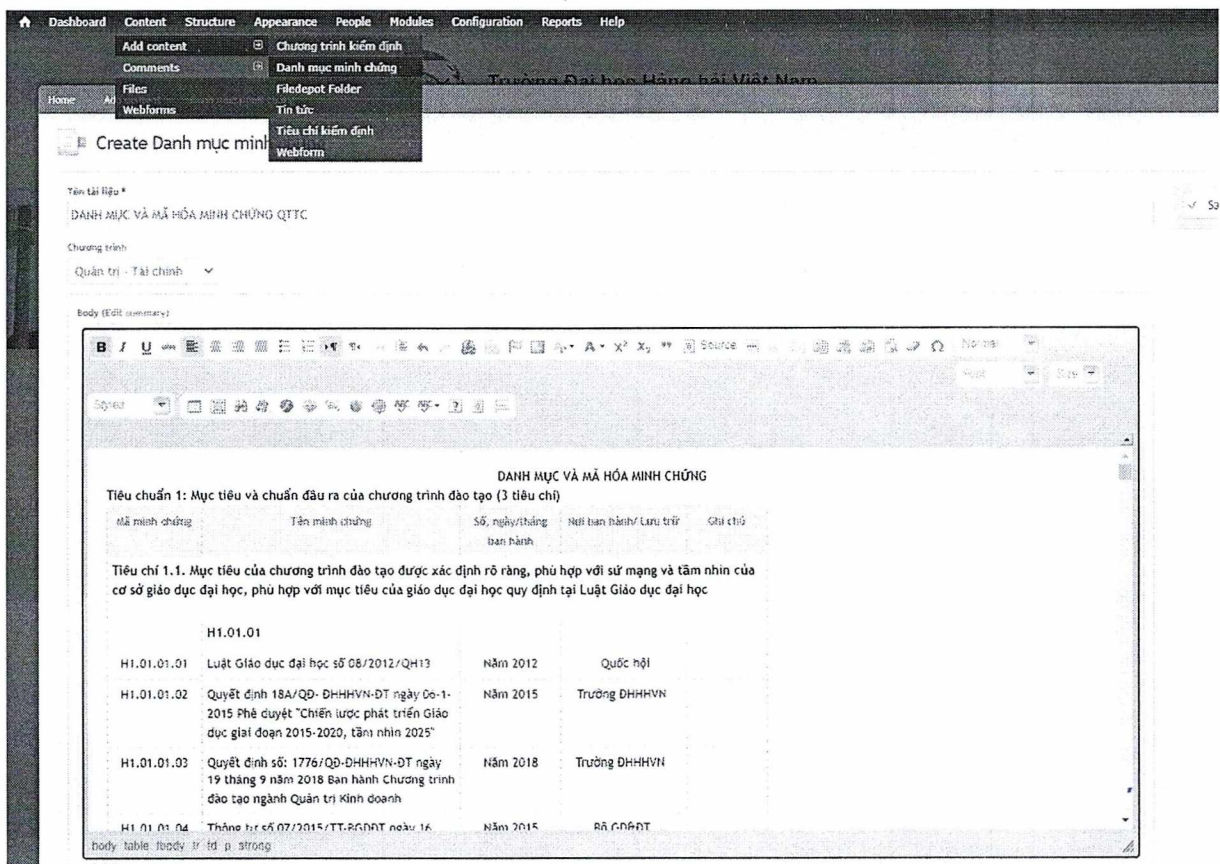 Dashboard Content Structure Appearance People Modules Configuration Reports Help
Add content Chương trình kiểm định
Comments Danh mục minh chứng
Trường Đại học Hàng hải Việt Nam
Files Filedepot Folder
Home
Webforms Tin tức
Tiêu chí kiểm định
Create Danh mục minh
Webform
Tên tài liệu *
DANH MỤC VÀ MÃ HÓA MINH CHỨNG QTTC
Chương trình
Quản trị - Tài chính
Body (Edit summary)
B I U Source Normal
Font Size
Styles
DANH MỤC VÀ MÃ HÓA MINH CHỨNG
Tiêu chuẩn 1: Mục tiêu và chuẩn đầu ra của chương trình đào tạo (3 tiêu chí)
Mã minh chứng Tên minh chứng Số, ngày/tháng Nơi ban hành/ Lưu trữ Ghi chú
ban hành
Tiêu chí 1.1. Mục tiêu của chương trình đào tạo được xác định rõ ràng, phù hợp với sứ mạng và tầm nhìn của
cơ sở giáo dục đại học, phù hợp với mục tiêu của giáo dục đại học quy định tại Luật Giáo dục đại học
H1.01.01
H1.01.01.01 Luật Giáo dục đại học số 08/2012/QH13 Năm 2012 Quốc hội
H1.01.01.02 Quyết định 18A/QĐ- ĐHHHVN-ĐT ngày 06-1- Năm 2015 Trường ĐHHHVN
2015 Phê duyệt "Chiến lược phát triển Giáo
dục giai đoạn 2015-2020, tầm nhìn 2025"
H1.01.01.03 Quyết định số: 1776/QĐ-ĐHHHVN-ĐT ngày Năm 2018 Trường ĐHHHVN
19 tháng 9 năm 2018 Ban hành Chương trình
đào tạo ngành Quản trị Kinh doanh
H1.01.01.04 Thông tư số 07/2015/TT-BGDĐT ngày 16 Năm 2015 Bộ GD&ĐT
body table tbody tr td p strong